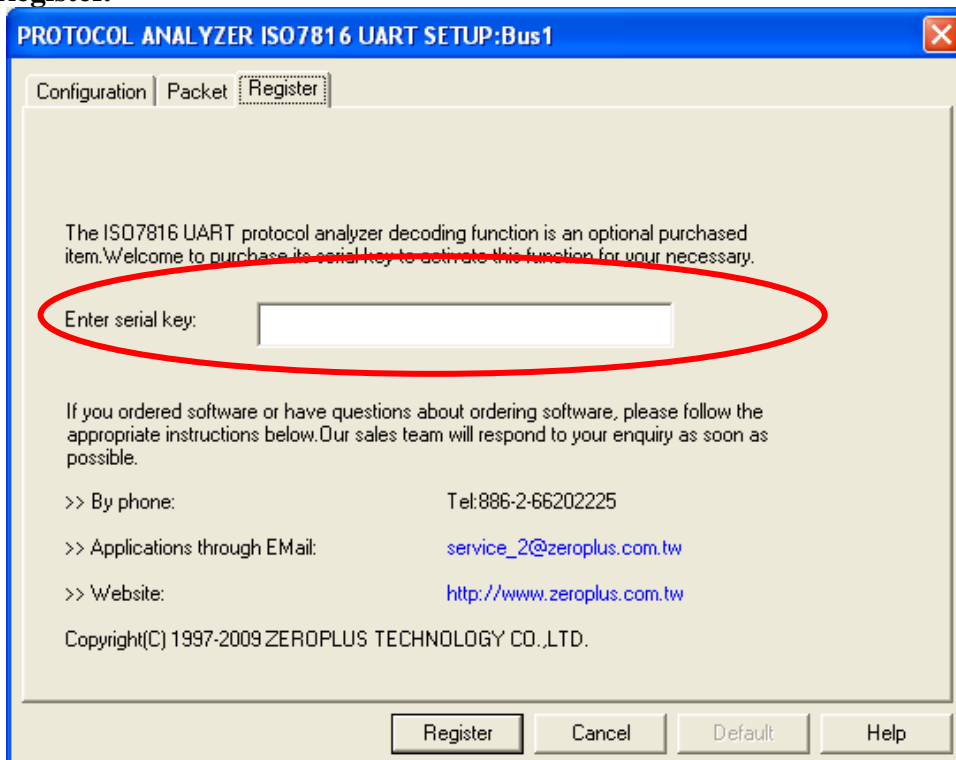 Register.
PROTOCOL ANALYZER ISO7816 UART SETUP:Bus1
Configuration Packet Register
The ISO7816 UART protocol analyzer decoding function is an optional purchased
item.Welcome to purchase its serial key to activate this function for your necessary.
Enter serial key:
If you ordered software or have questions about ordering software, please follow the
appropriate instructions below.Our sales team will respond to your enquiry as soon as
possible.
>> By phone: Tel:886-2-66202225
>> Applications through EMail: service_2@zeroplus.com.tw
>> Website: http://www.zeroplus.com.tw
Copyright(C) 1997-2009 ZEROPLUS TECHNOLOGY CO.,LTD.
Register Cancel Default Help